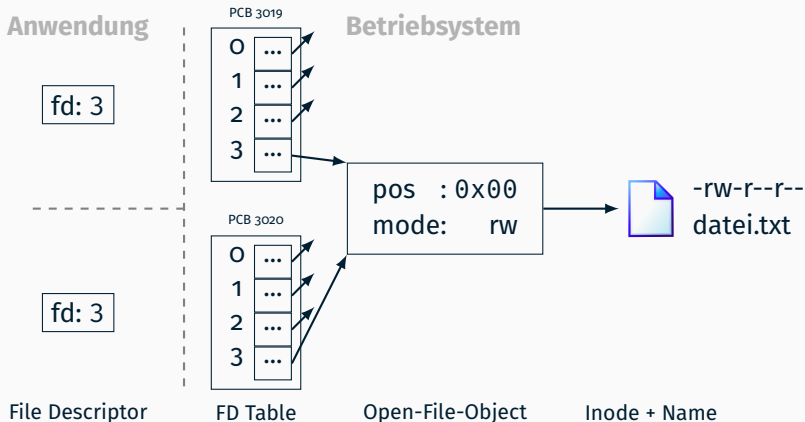 Anwendung
Betriebsystem
PCB 3019
0 ...
1 ...
2 ...
3 ...
fd: 3
pos : 0x00
mode: rw
-rw-r--r--
datei.txt
PCB 3020
0 ...
1 ...
2 ...
3 ...
fd: 3
File Descriptor
FD Table
Open-File-Object
Inode + Name